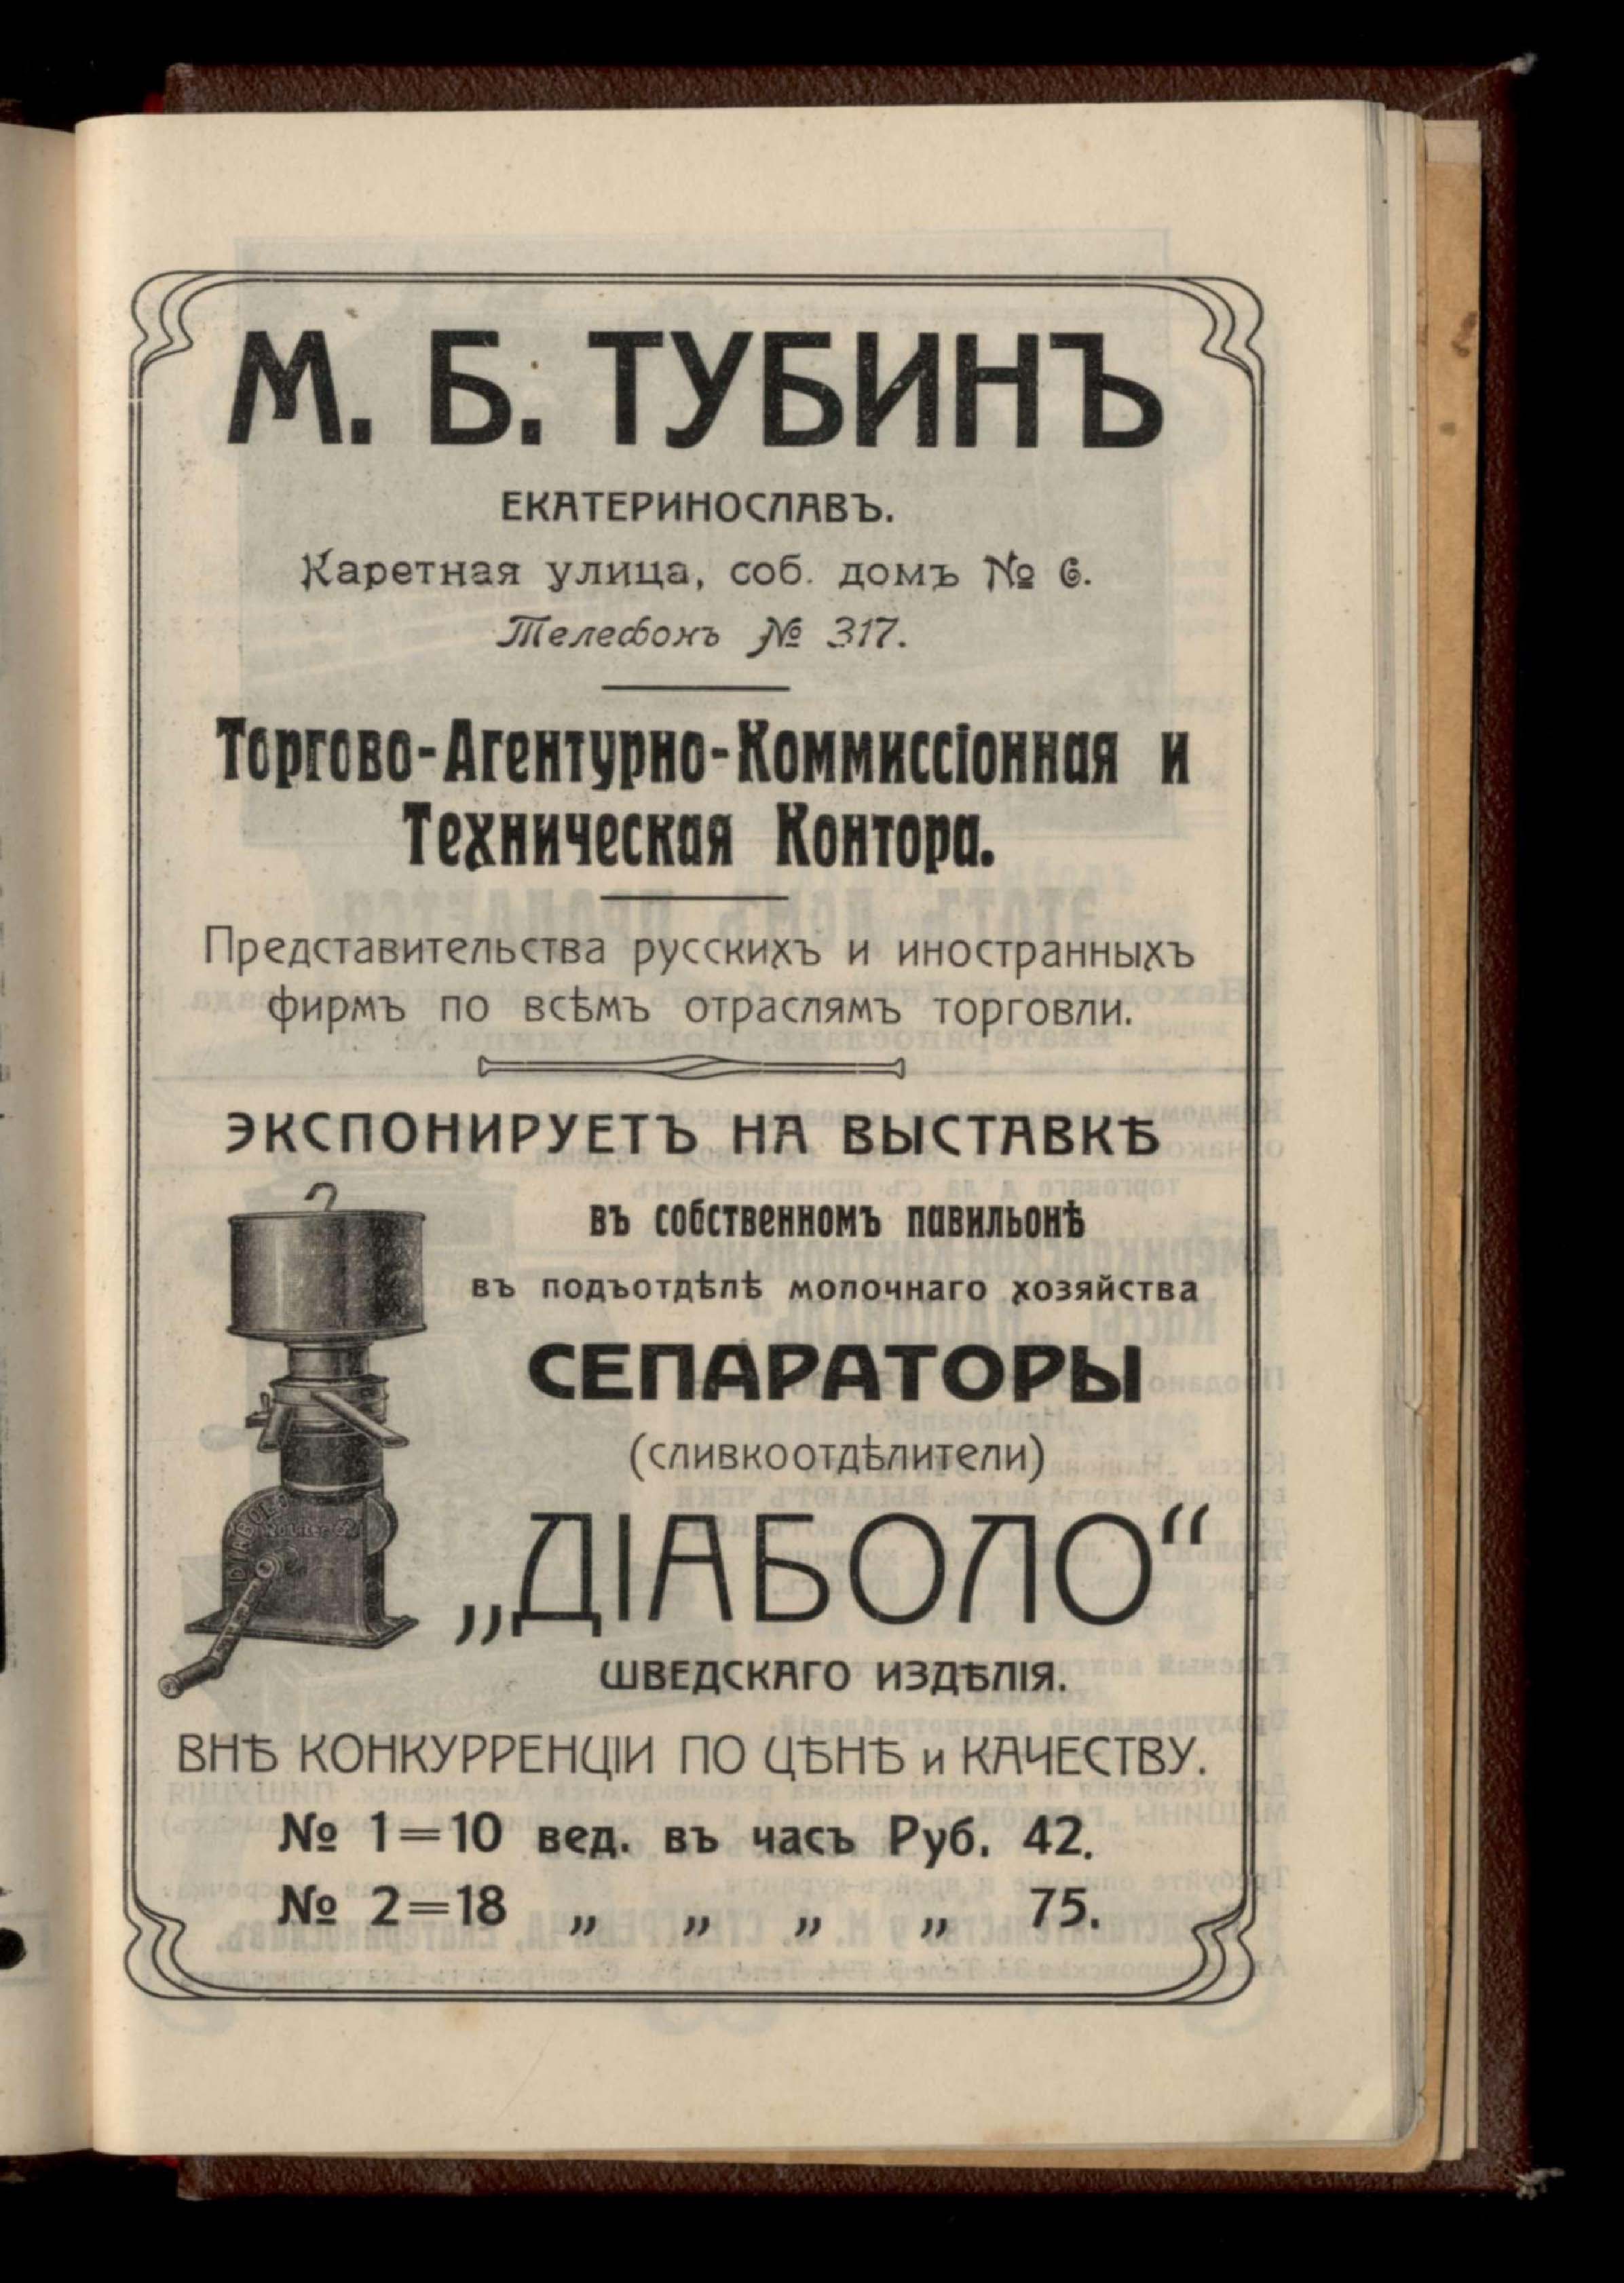 М. Б. ТУБИНЪ
ЕКАТЕРИНОСЛАВЪ.
Каретная улица, соб. домъ № 6.
Телефонъ № 317.
Торгово-Агентурно-Коммиссіонная и
Техническая Контора.
Представительства русскихъ и иностранныхъ
фирмъ по всѣмъ отраслямъ торговли.
ЭКСПОНИРУЕТЪ НА ВЫСТАВКѢ
въ собственномъ павильонѣ
въ подъотдѣлѣ молочнаго хозяйства
СЕПАРАТОРЫ
(сливкоотдѣлители)
„ДІАБОЛО“
ШВЕДСКАГО ИЗДѢЛІЯ.
DIABOLO
ВНѢ КОНКУРРЕНЦІИ ПО ЦѢНѢ и КАЧЕСТВУ.
№ 1=10 вед. въ часъ Руб. 42.
№ 2=18 „ „ „ „ 75.